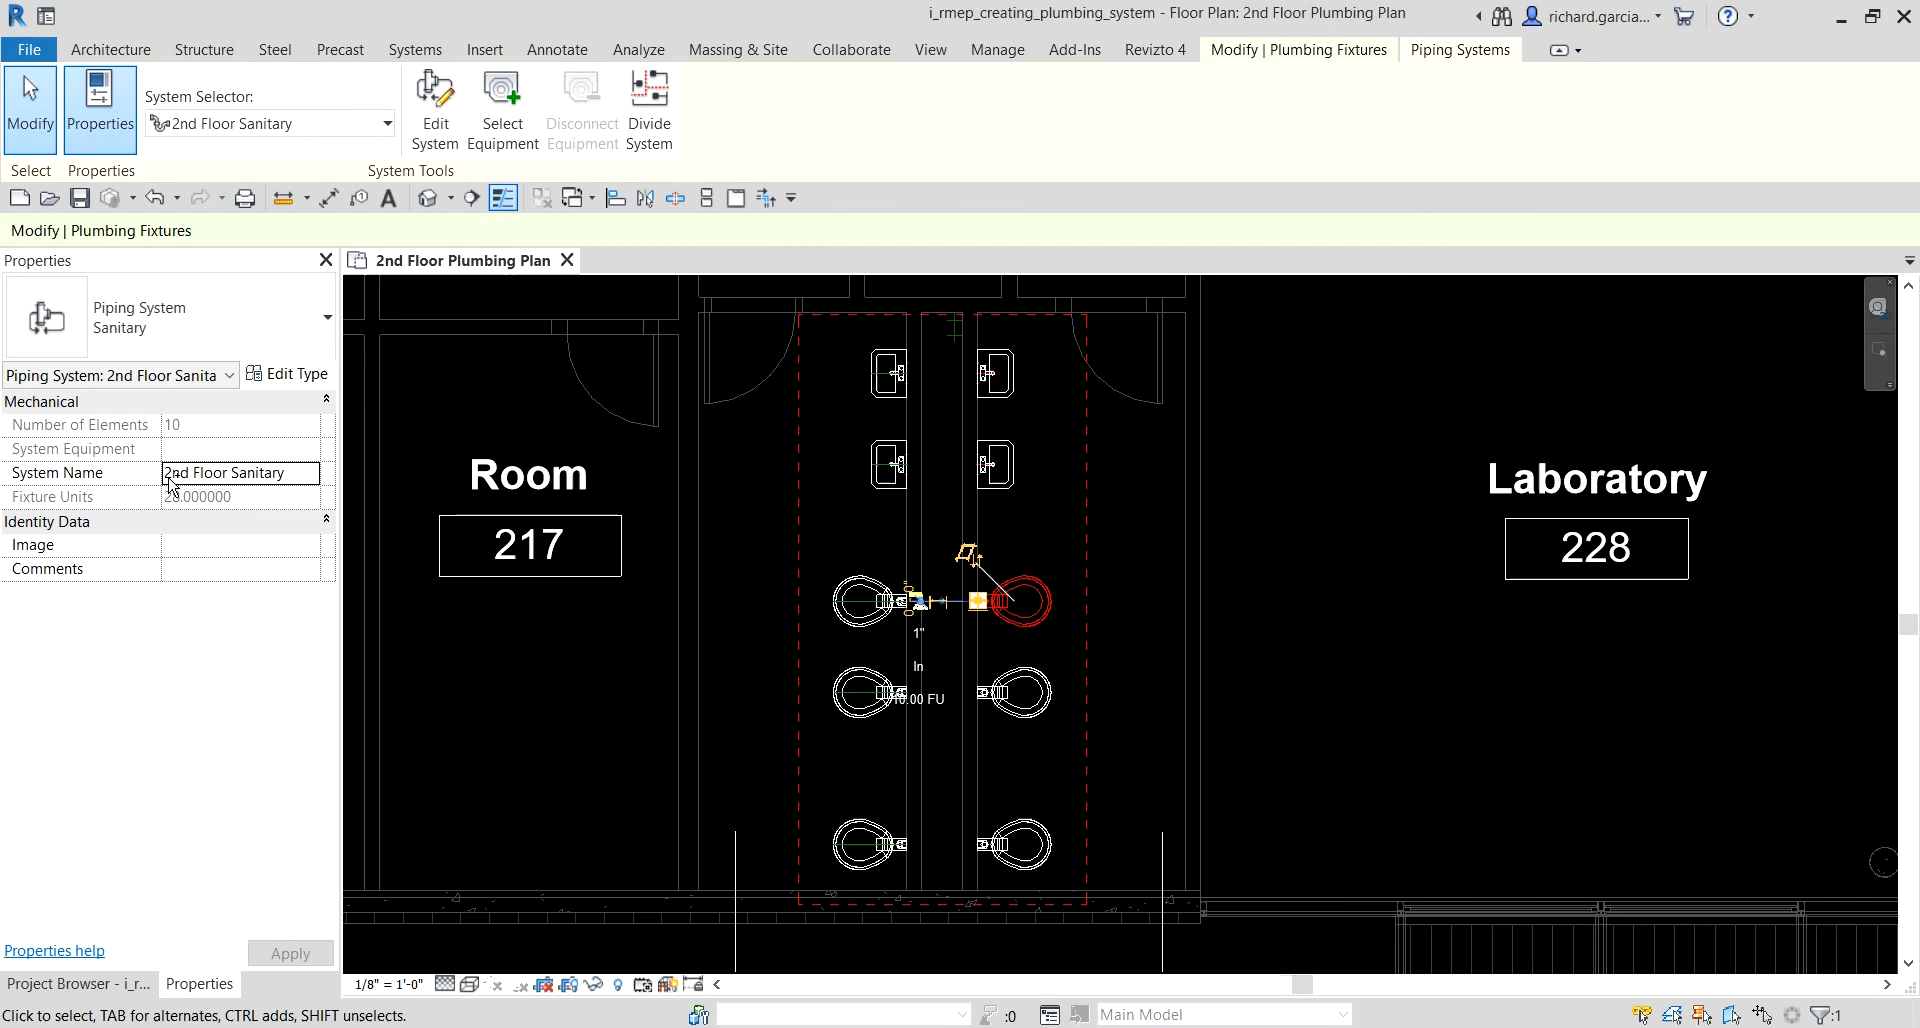 i_rmep_creating_plumbing_system - Floor Plan: 2nd Floor Plumbing Plan
richard.garcia...
File Architecture Structure Steel Precast Systems Insert Annotate Analyze Massing & Site Collaborate View Manage Add-Ins Revizto 4 Modify | Plumbing Fixtures Piping Systems
System Selector:
2nd Floor Sanitary
Modify Properties
Edit System
Select Equipment
Disconnect Equipment
Divide System
Select Properties System Tools
Modify | Plumbing Fixtures
Properties
2nd Floor Plumbing Plan
Piping System
Sanitary
Piping System: 2nd Floor Sanita
Edit Type
Mechanical
Number of Elements 10
System Equipment
System Name 2nd Floor Sanitary
Fixture Units 28.000000
Identity Data
Image
Comments
Room
217
Laboratory
228
1"
In
10.00 FU
Properties help
Apply
Project Browser - i_r...
Properties
1/8" = 1'-0"
Click to select, TAB for alternates, CTRL adds, SHIFT unselects.
:0
Main Model
:1